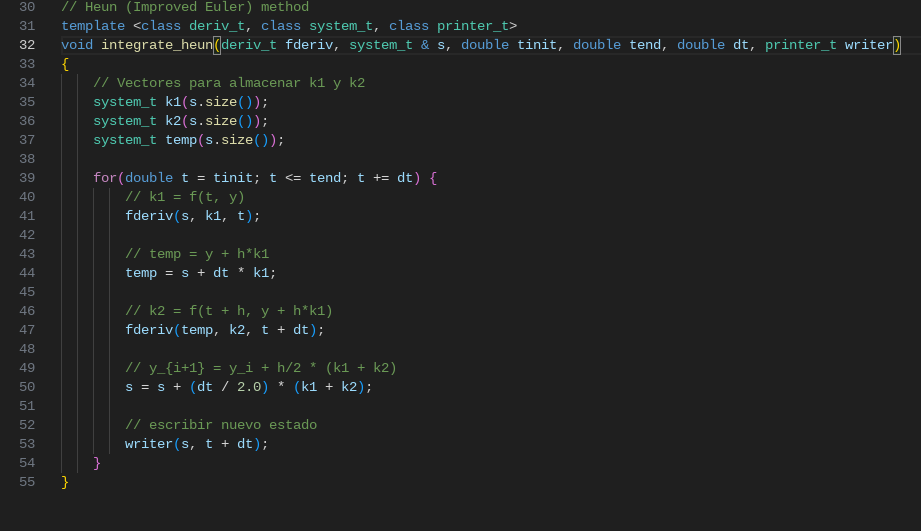 30 // Heun (Improved Euler) method
31 template <class deriv_t, class system_t, class printer_t>
32 void integrate_heun(deriv_t fderiv, system_t & s, double tinit, double tend, double dt, printer_t writer)
33 {
34     // Vectores para almacenar k1 y k2
35     system_t k1(s.size());
36     system_t k2(s.size());
37     system_t temp(s.size());
38
39     for(double t = tinit; t <= tend; t += dt) {
40         // k1 = f(t, y)
41         fderiv(s, k1, t);
42
43         // temp = y + h*k1
44         temp = s + dt * k1;
45
46         // k2 = f(t + h, y + h*k1)
47         fderiv(temp, k2, t + dt);
48
49         // y_{i+1} = y_i + h/2 * (k1 + k2)
50         s = s + (dt / 2.0) * (k1 + k2);
51
52         // escribir nuevo estado
53         writer(s, t + dt);
54     }
55 }